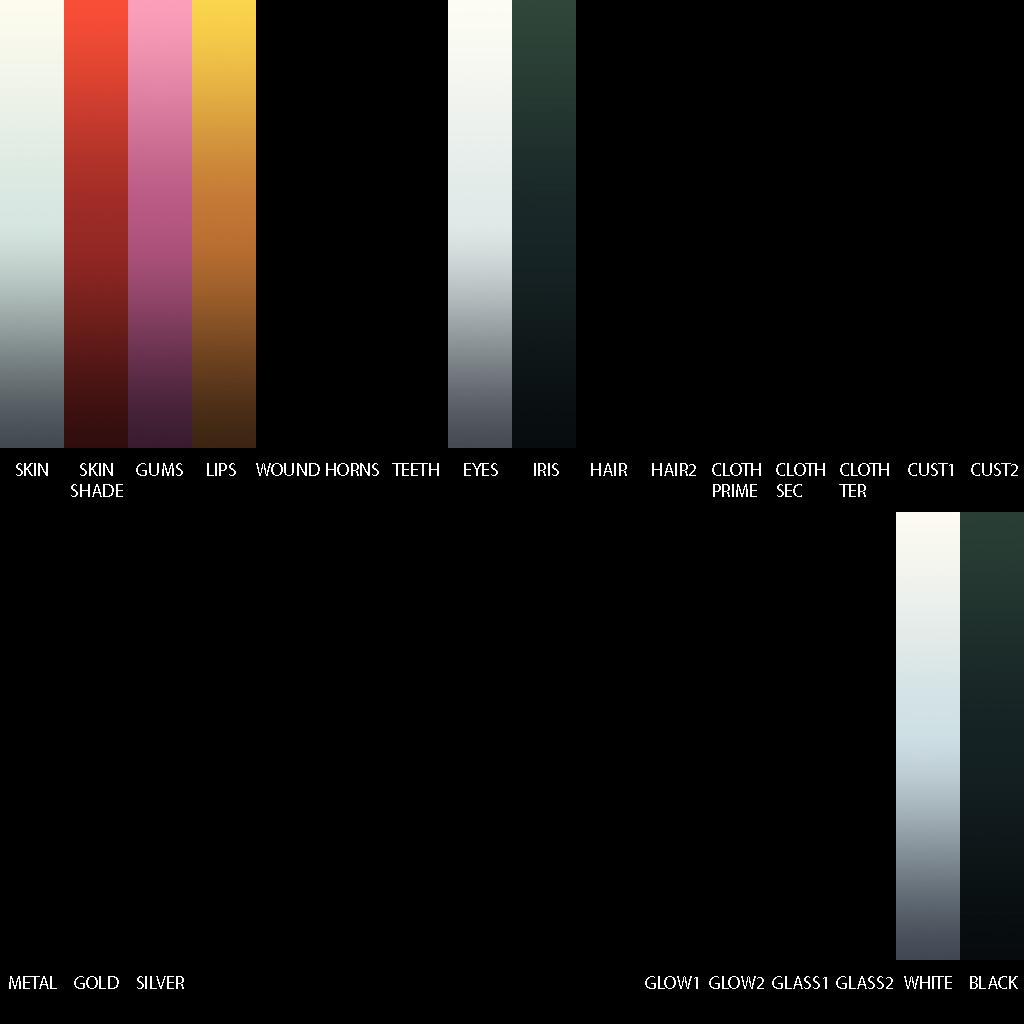 SKIN SKIN GUMS LIPS WOUND HORNS TEETH EYES IRIS HAIR HAIR2 CLOTH CLOTH CLOTH CUST1 CUST2
SHADE PRIME SEC TER
METAL GOLD SILVER GLOW1 GLOW2 GLASS1 GLASS2 WHITE BLACK